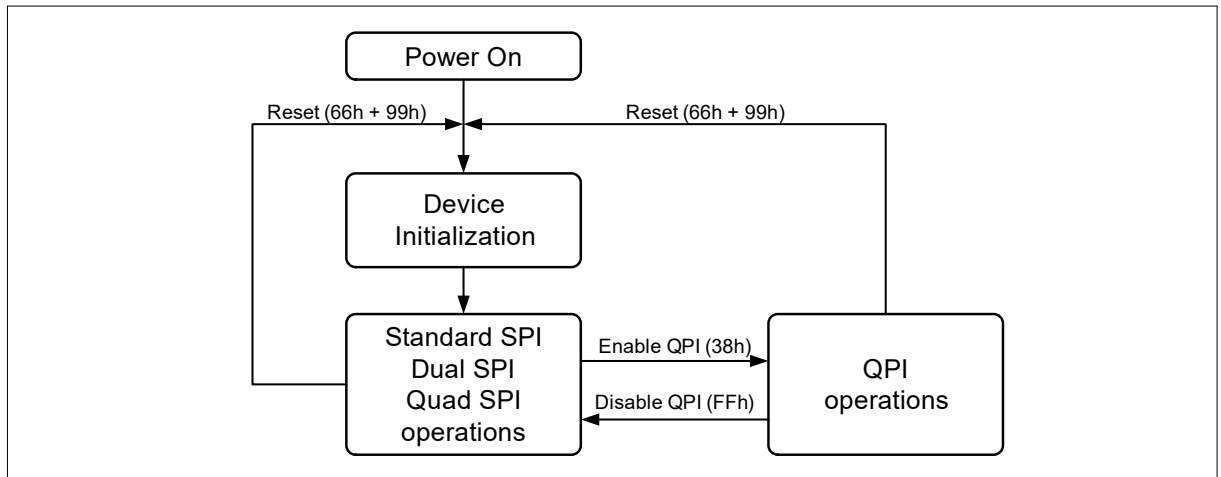 Power On
Reset (66h + 99h)
Reset (66h + 99h)
Device
Initialization
Standard SPI
Dual SPI
Quad SPI
operations
Enable QPI (38h)
Disable QPI (FFh)
QPI
operations